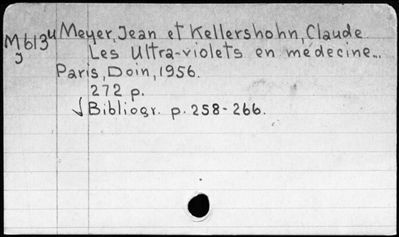 M613u Meyer, Jean et Kellershohn, Claude
g Les Ultra-violets en médecine...
Paris, Doin, 1956.
272 p.
√ Bibliogr. p. 258-266.